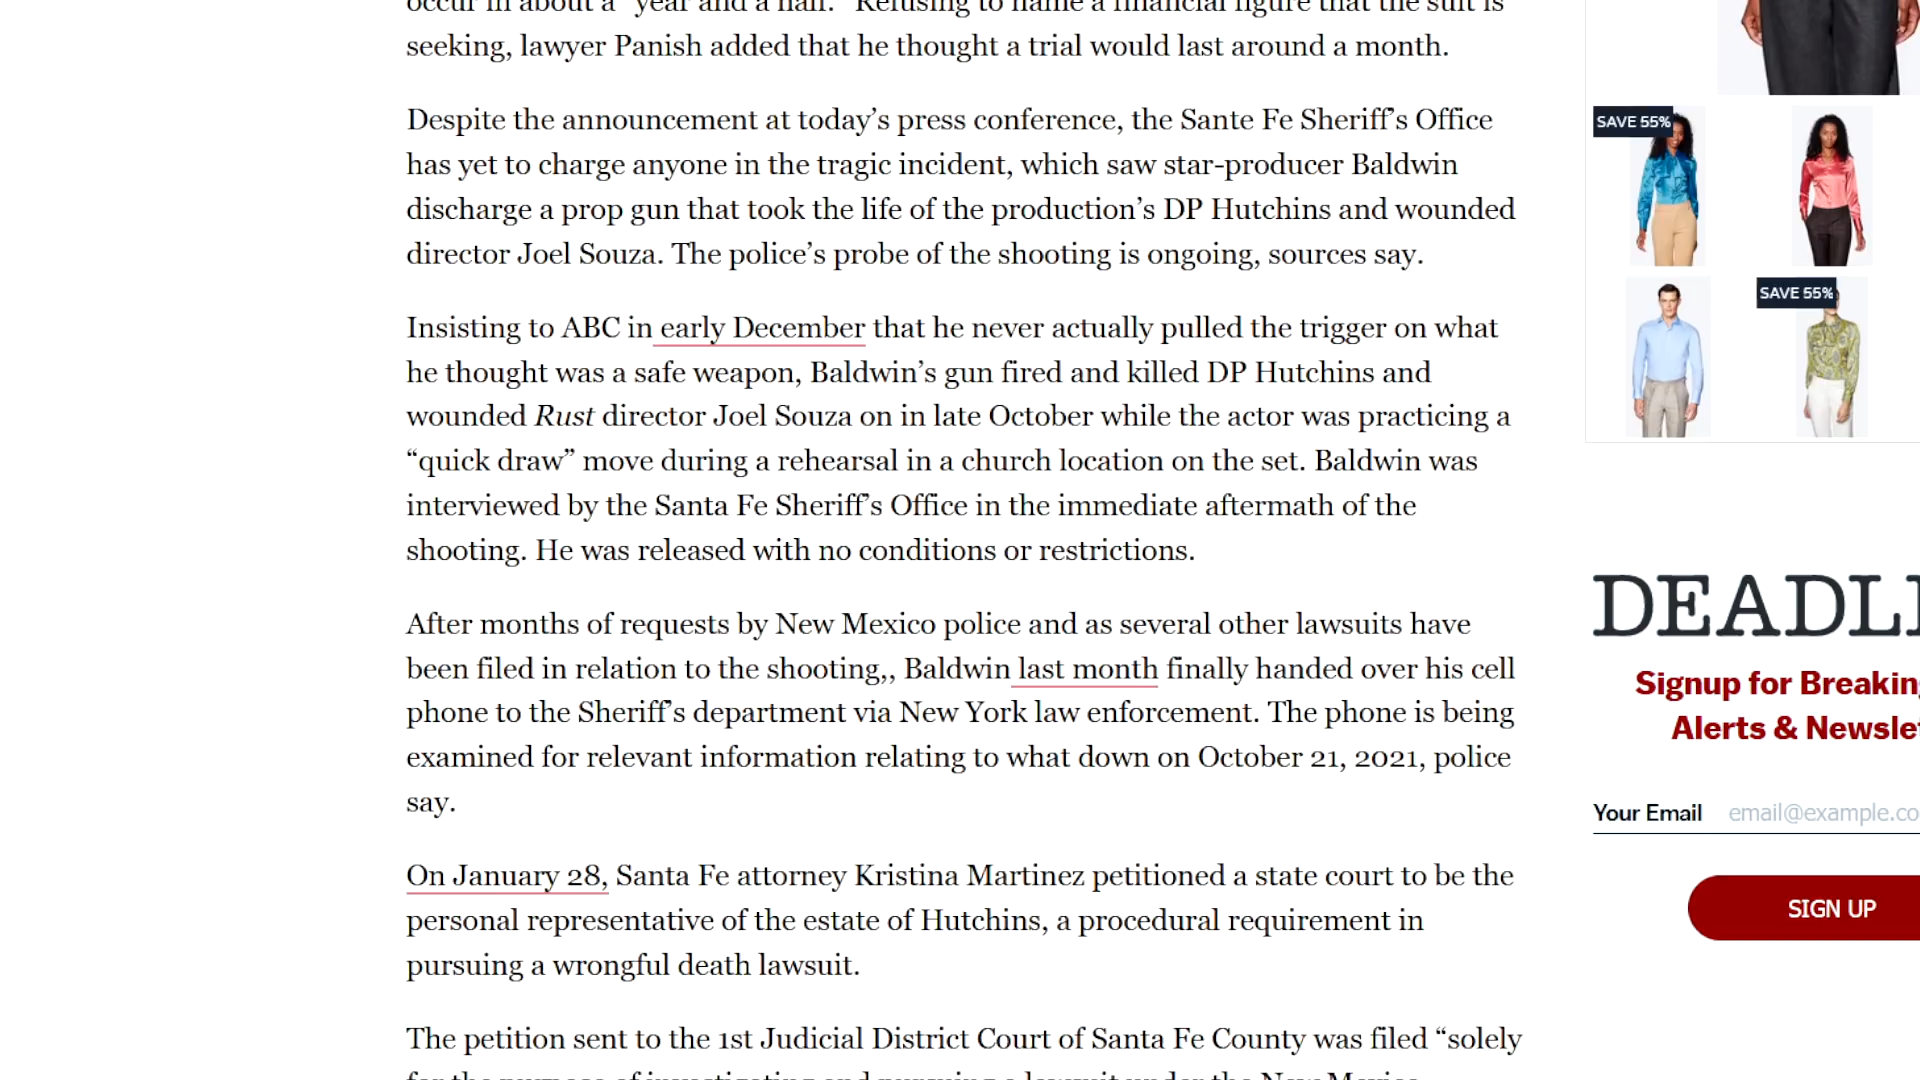 occur in about a "year and a half." Refusing to name a financial figure that the suit is
seeking, lawyer Panish added that he thought a trial would last around a month.
Despite the announcement at today’s press conference, the Sante Fe Sheriff’s Office
has yet to charge anyone in the tragic incident, which saw star-producer Baldwin
discharge a prop gun that took the life of the production’s DP Hutchins and wounded
director Joel Souza. The police’s probe of the shooting is ongoing, sources say.
Insisting to ABC in early December that he never actually pulled the trigger on what
he thought was a safe weapon, Baldwin’s gun fired and killed DP Hutchins and
wounded Rust director Joel Souza on in late October while the actor was practicing a
“quick draw” move during a rehearsal in a church location on the set. Baldwin was
interviewed by the Santa Fe Sheriff’s Office in the immediate aftermath of the
shooting. He was released with no conditions or restrictions.
After months of requests by New Mexico police and as several other lawsuits have
been filed in relation to the shooting,, Baldwin last month finally handed over his cell
phone to the Sheriff’s department via New York law enforcement. The phone is being
examined for relevant information relating to what down on October 21, 2021, police
say.
On January 28, Santa Fe attorney Kristina Martinez petitioned a state court to be the
personal representative of the estate of Hutchins, a procedural requirement in
pursuing a wrongful death lawsuit.
The petition sent to the 1st Judicial District Court of Santa Fe County was filed “solely
for the purpose of investigating and pursuing a lawsuit under the New Mexico
SAVE 55%
SAVE 55%
DEADL
Signup for Breaking
Alerts & Newslet
Your Email email@example.co
SIGN UP